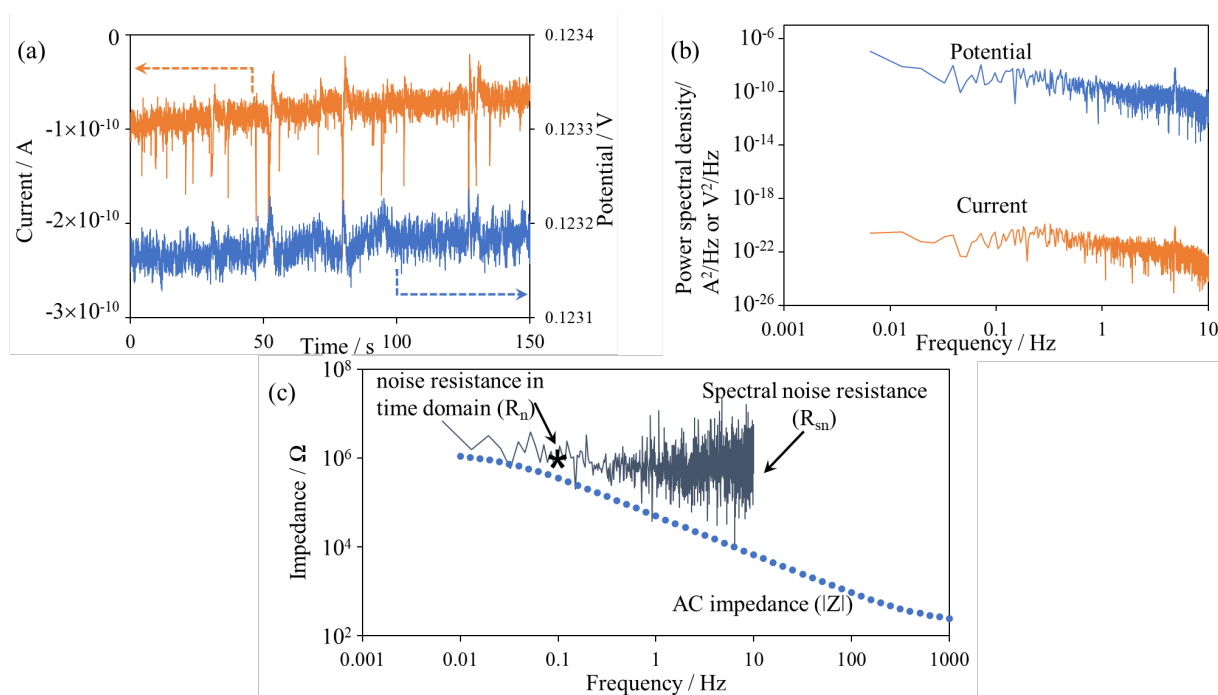 (a)
0
-1×10⁻¹⁰
-2×10⁻¹⁰
-3×10⁻¹⁰
Current / A
0.1234
0.1233
0.1232
0.1231
Potential / V
0
50
100
150
Time / s
(b)
10⁻⁶
10⁻¹⁰
10⁻¹⁴
10⁻¹⁸
10⁻²²
10⁻²⁶
Power spectral density/
A²/Hz or V²/Hz
Potential
Current
0.001
0.01
0.1
1
10
Frequency / Hz
(c)
10⁸
10⁶
10⁴
10²
Impedance / Ω
noise resistance in
time domain (Rₙ)
Spectral noise resistance
(Rₛₙ)
AC impedance (|Z|)
0.001
0.01
0.1
1
10
100
1000
Frequency / Hz